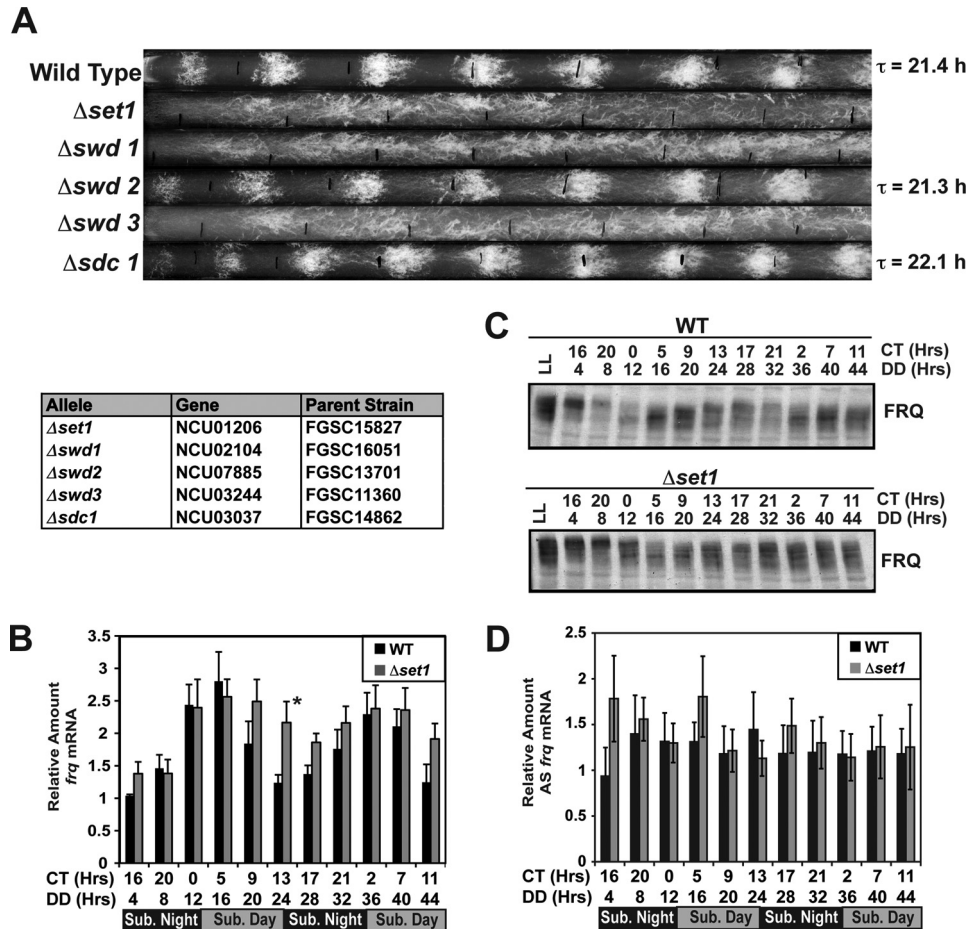 A
Wild Type
τ = 21.4 h
Δset1
Δswd 1
Δswd 2
τ = 21.3 h
Δswd 3
Δsdc 1
τ = 22.1 h
Allele Gene Parent Strain
Δset1 NCU01206 FGSC15827
Δswd1 NCU02104 FGSC16051
Δswd2 NCU07885 FGSC13701
Δswd3 NCU03244 FGSC11360
Δsdc1 NCU03037 FGSC14862
C
WT
LL
16 20 0 5 9 13 17 21 2 7 11 CT (Hrs)
4 8 12 16 20 24 28 32 36 40 44 DD (Hrs)
FRQ
Δset1
LL
16 20 0 5 9 13 17 21 2 7 11 CT (Hrs)
4 8 12 16 20 24 28 32 36 40 44 DD (Hrs)
FRQ
B
Relative Amount
frq mRNA
3.5
3
2.5
2
1.5
1
0.5
0
WT
Δset1
*
CT (Hrs) 16 20 0 5 9 13 17 21 2 7 11
DD (Hrs) 4 8 12 16 20 24 28 32 36 40 44
Sub. Night Sub. Day Sub. Night Sub. Day
D
Relative Amount
AS frq mRNA
2.5
2
1.5
1
0.5
0
WT
Δset1
CT (Hrs) 16 20 0 5 9 13 17 21 2 7 11
DD (Hrs) 4 8 12 16 20 24 28 32 36 40 44
Sub. Night Sub. Day Sub. Night Sub. Day